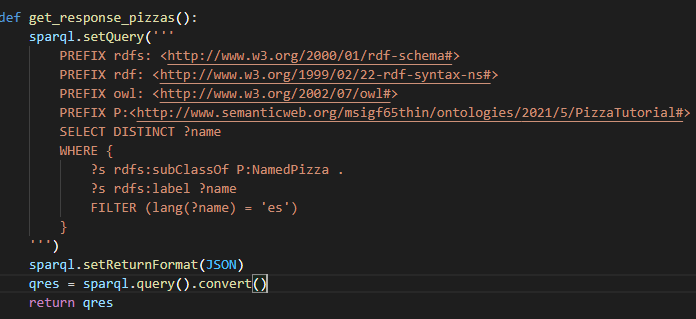 def get_response_pizzas():
    sparql.setQuery('''
        PREFIX rdfs: <http://www.w3.org/2000/01/rdf-schema#>
        PREFIX rdf: <http://www.w3.org/1999/02/22-rdf-syntax-ns#>
        PREFIX owl: <http://www.w3.org/2002/07/owl#>
        PREFIX P:<http://www.semanticweb.org/msigf65thin/ontologies/2021/5/PizzaTutorial#>
        SELECT DISTINCT ?name
        WHERE {
            ?s rdfs:subClassOf P:NamedPizza .
            ?s rdfs:label ?name
            FILTER (lang(?name) = 'es')
        }
    ''')
    sparql.setReturnFormat(JSON)
    qres = sparql.query().convert()
    return qres